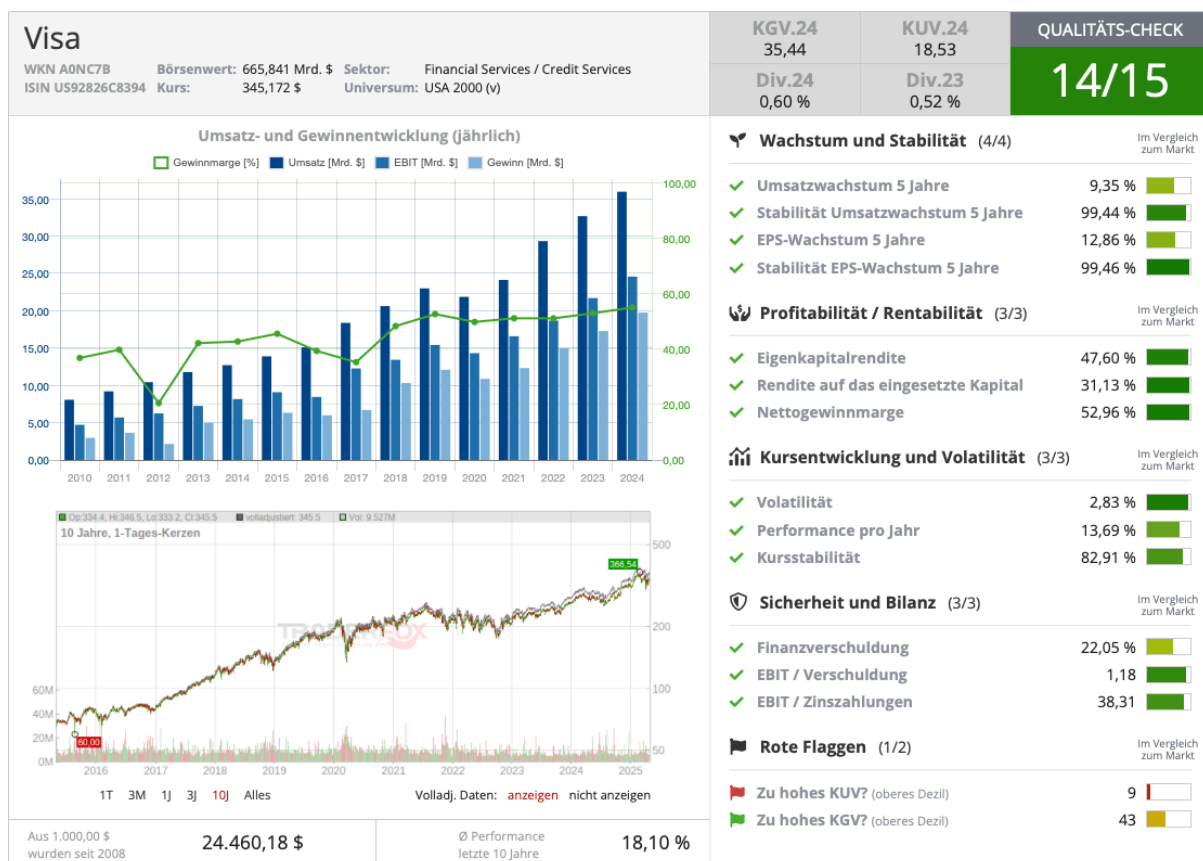 Visa
WKN A0NC7B Börsenwert: 665,841 Mrd. $ Sektor: Financial Services / Credit Services
ISIN US92826C8394 Kurs: 345,172 $ Universum: USA 2000 (v)
KGV.24
35,44
KUV.24
18,53
Div.24
0,60 %
Div.23
0,52 %
QUALITÄTS-CHECK
14/15
Umsatz- und Gewinnentwicklung (jährlich)
Gewinnmarge [%] Umsatz [Mrd. $] EBIT [Mrd. $] Gewinn [Mrd. $]
35,00
30,00
25,00
20,00
15,00
10,00
5,00
0,00
100,00
80,00
60,00
40,00
20,00
0,00
2010 2011 2012 2013 2014 2015 2016 2017 2018 2019 2020 2021 2022 2023 2024
Op:334.4, Hi:346.5, Lo:333.2, Cl:345.5 volladjustiert: 345.5 Vol: 9.527M
10 Jahre, 1-Tages-Kerzen
500
366,54
200
100
50
60M
40M
20M
0M
60,00
2016 2017 2018 2019 2020 2021 2022 2023 2024 2025
1T 3M 1J 3J 10J Alles Volladj. Daten: anzeigen nicht anzeigen
Aus 1.000,00 $
wurden seit 2008
24.460,18 $
Ø Performance
letzte 10 Jahre
18,10 %
Wachstum und Stabilität (4/4) Im Vergleich
zum Markt
Umsatzwachstum 5 Jahre 9,35 %
Stabilität Umsatzwachstum 5 Jahre 99,44 %
EPS-Wachstum 5 Jahre 12,86 %
Stabilität EPS-Wachstum 5 Jahre 99,46 %
Profitabilität / Rentabilität (3/3) Im Vergleich
zum Markt
Eigenkapitalrendite 47,60 %
Rendite auf das eingesetzte Kapital 31,13 %
Nettogewinnmarge 52,96 %
Kursentwicklung und Volatilität (3/3) Im Vergleich
zum Markt
Volatilität 2,83 %
Performance pro Jahr 13,69 %
Kursstabilität 82,91 %
Sicherheit und Bilanz (3/3) Im Vergleich
zum Markt
Finanzverschuldung 22,05 %
EBIT / Verschuldung 1,18
EBIT / Zinszahlungen 38,31
Rote Flaggen (1/2) Im Vergleich
zum Markt
Zu hohes KUV? (oberes Dezil) 9
Zu hohes KGV? (oberes Dezil) 43